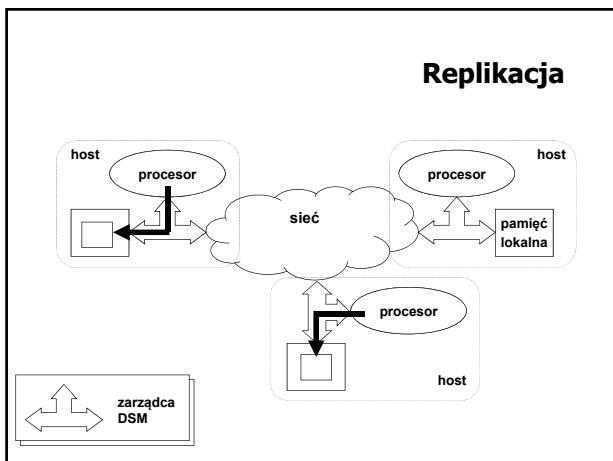 Replikacja
host
procesor
sieć
host
procesor
pamięć
lokalna
procesor
host
zarządca
DSM